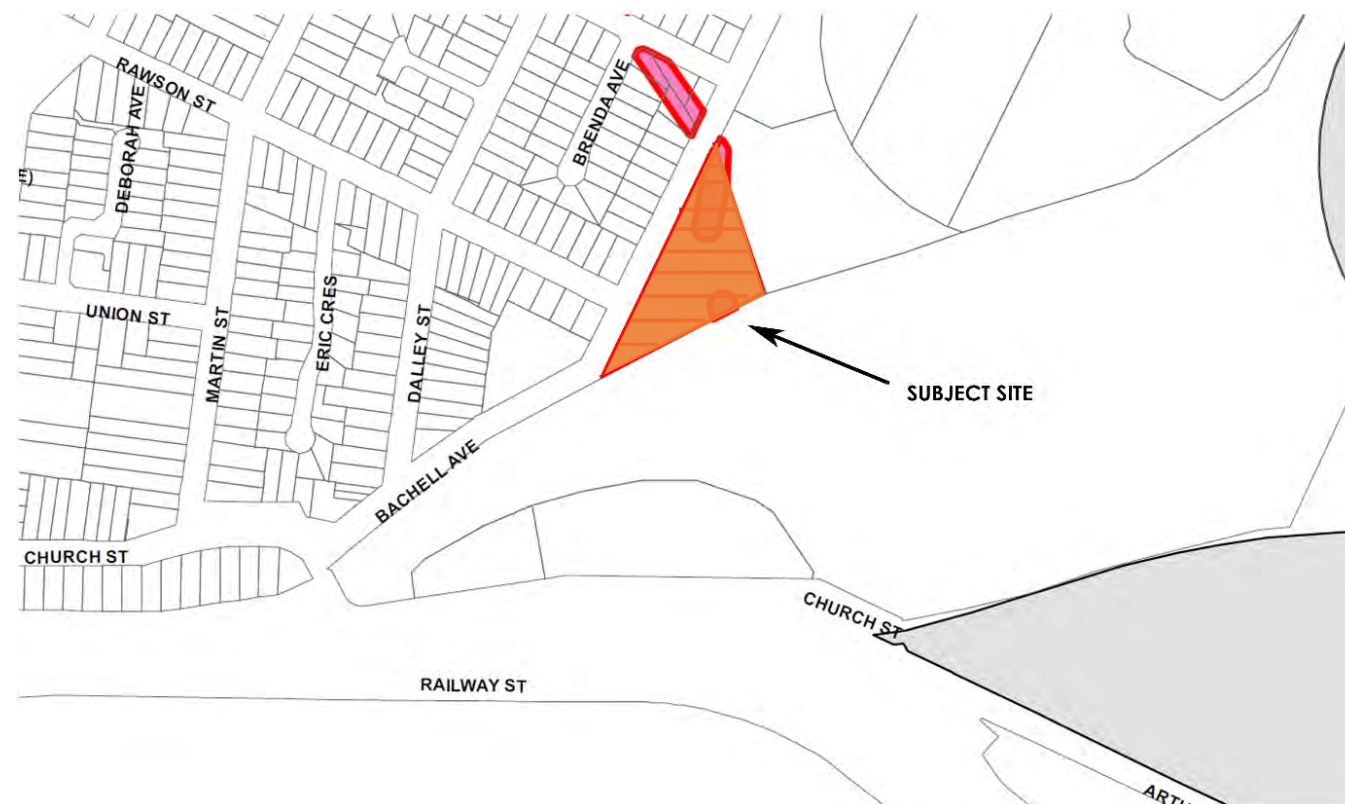 RAWSON ST
BRENDA AVE
DEBORAH AVE
E)
UNION ST
MARTIN ST
ERIC CRES
DALLEY ST
SUBJECT SITE
BACHELL AVE
CHURCH ST
CHURCH ST
RAILWAY ST